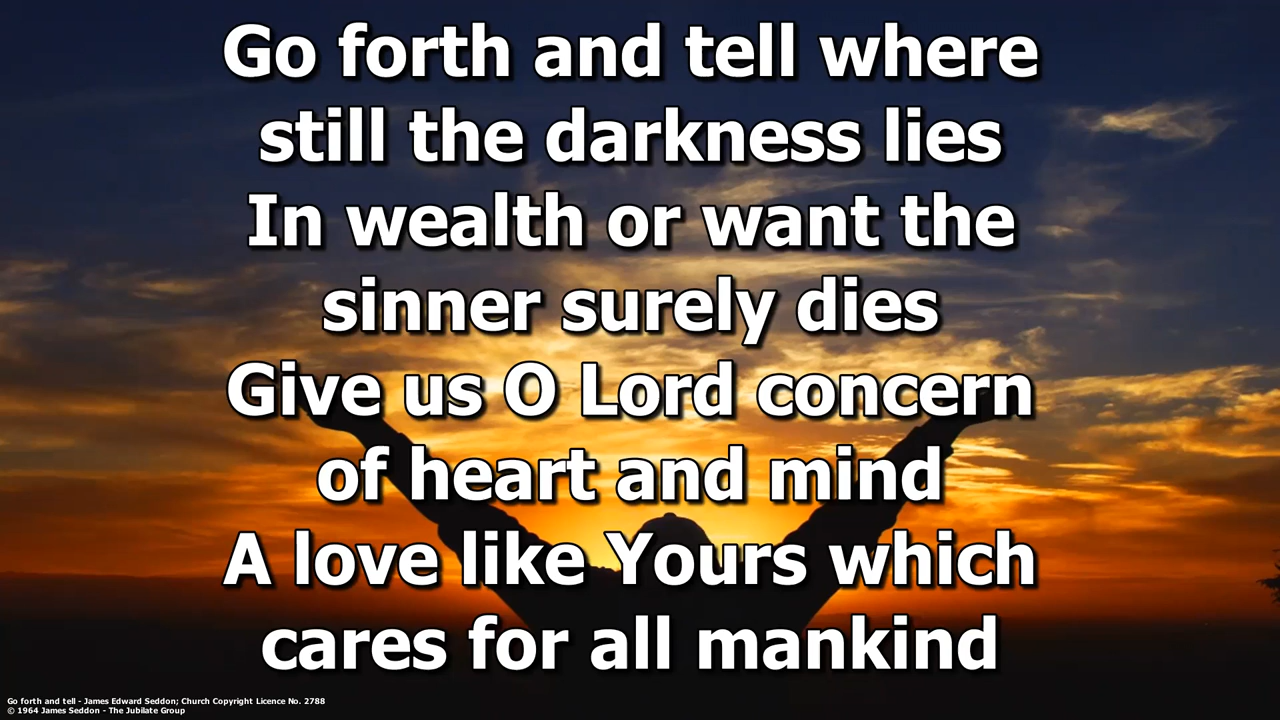 Go forth and tell where
still the darkness lies
In wealth or want the
sinner surely dies
Give us O Lord concern
of heart and mind
A love like Yours which
cares for all mankind
Go forth and tell - James Edward Seddon; Church Copyright Licence No. 2788
© 1964 James Seddon - The Jubilate Group